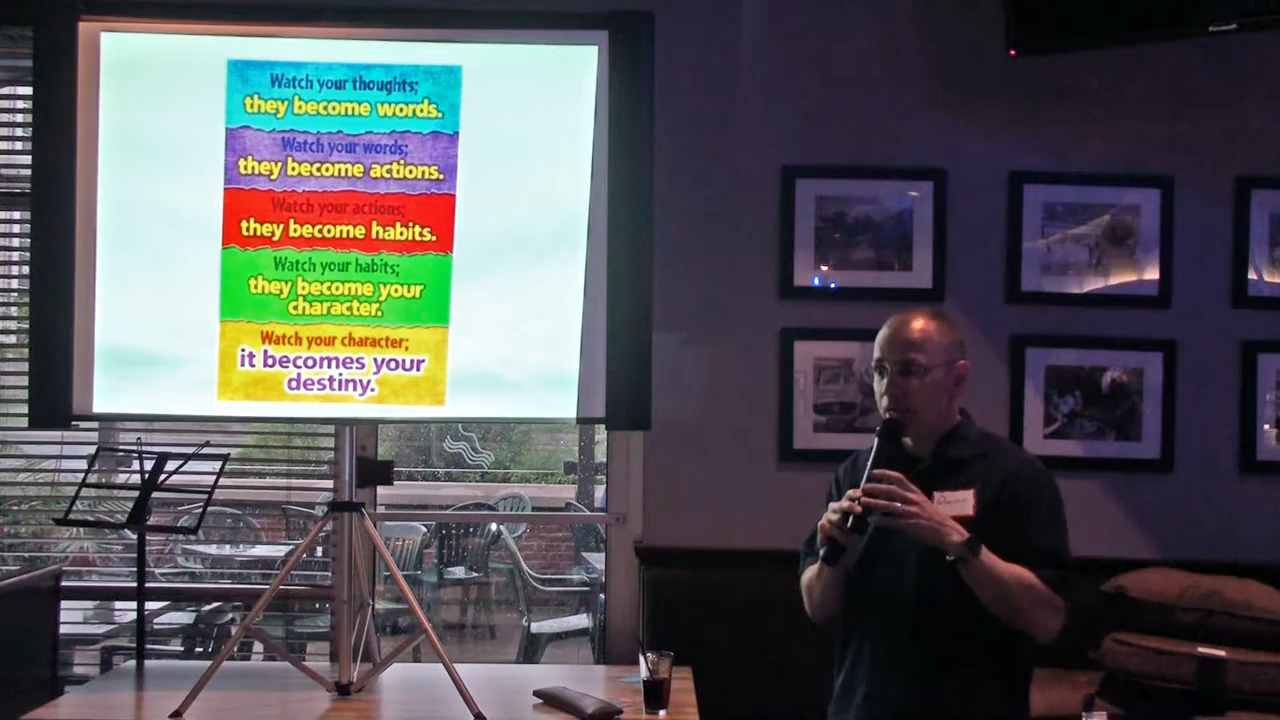 Watch your thoughts;
they become words.
Watch your words;
they become actions.
Watch your actions;
they become habits.
Watch your habits;
they become your
character.
Watch your character;
it becomes your
destiny.